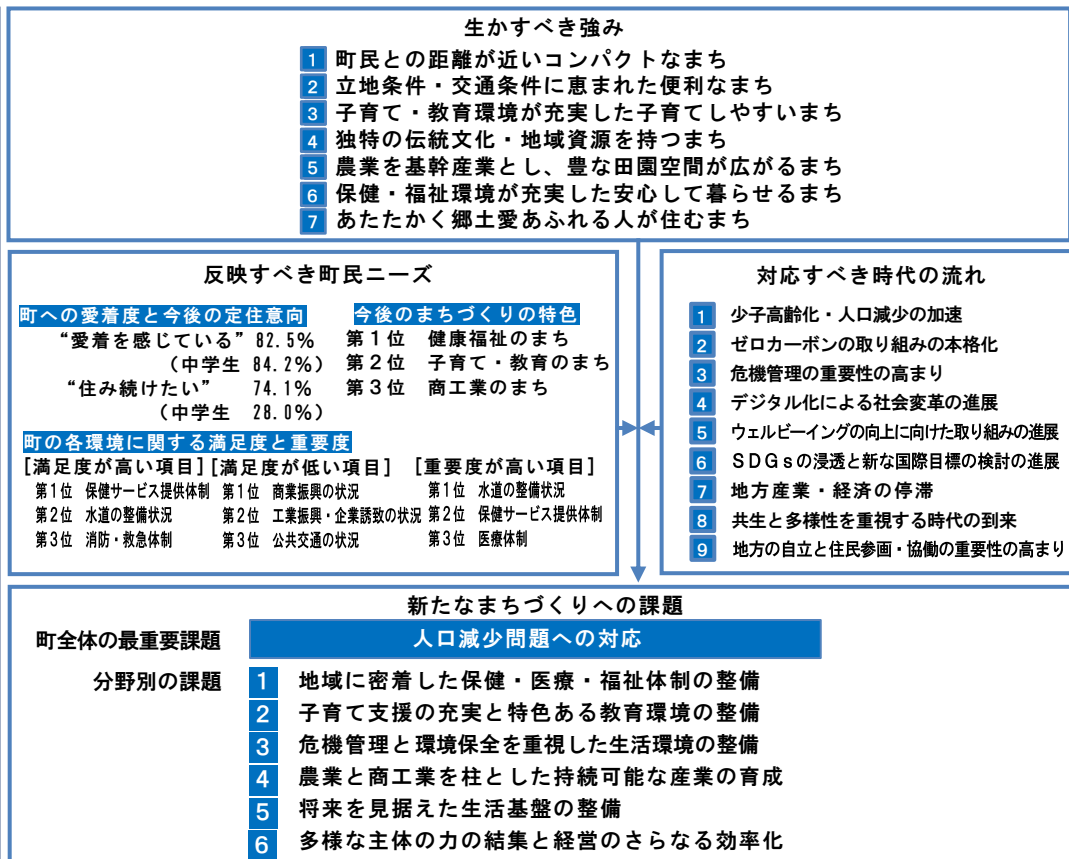 生かすべき強み
1 町民との距離が近いコンパクトなまち
2 立地条件・交通条件に恵まれた便利なまち
3 子育て・教育環境が充実した子育てしやすいまち
4 独特の伝統文化・地域資源を持つまち
5 農業を基幹産業とし、豊な田園空間が広がるまち
6 保健・福祉環境が充実した安心して暮らせるまち
7 あたたかく郷土愛あふれる人が住むまち
反映すべき町民ニーズ
町への愛着度と今後の定住意向
“愛着を感じている” 82.5%
（中学生 84.2%）
“住み続けたい” 74.1%
（中学生 28.0%）
今後のまちづくりの特色
第１位 健康福祉のまち
第２位 子育て・教育のまち
第３位 商工業のまち
町の各環境に関する満足度と重要度
[満足度が高い項目]
第１位 保健サービス提供体制
第２位 水道の整備状況
第３位 消防・救急体制
[満足度が低い項目]
第１位 商業振興の状況
第２位 工業振興・企業誘致の状況
第３位 公共交通の状況
[重要度が高い項目]
第１位 水道の整備状況
第２位 保健サービス提供体制
第３位 医療体制
対応すべき時代の流れ
1 少子高齢化・人口減少の加速
2 ゼロカーボンの取り組みの本格化
3 危機管理の重要性の高まり
4 デジタル化による社会変革の進展
5 ウェルビーイングの向上に向けた取り組みの進展
6 ＳＤＧｓの浸透と新な国際目標の検討の進展
7 地方産業・経済の停滞
8 共生と多様性を重視する時代の到来
9 地方の自立と住民参画・協働の重要性の高まり
新たなまちづくりへの課題
町全体の最重要課題 人口減少問題への対応
分野別の課題
1 地域に密着した保健・医療・福祉体制の整備
2 子育て支援の充実と特色ある教育環境の整備
3 危機管理と環境保全を重視した生活環境の整備
4 農業と商工業を柱とした持続可能な産業の育成
5 将来を見据えた生活基盤の整備
6 多様な主体の力の結集と経営のさらなる効率化